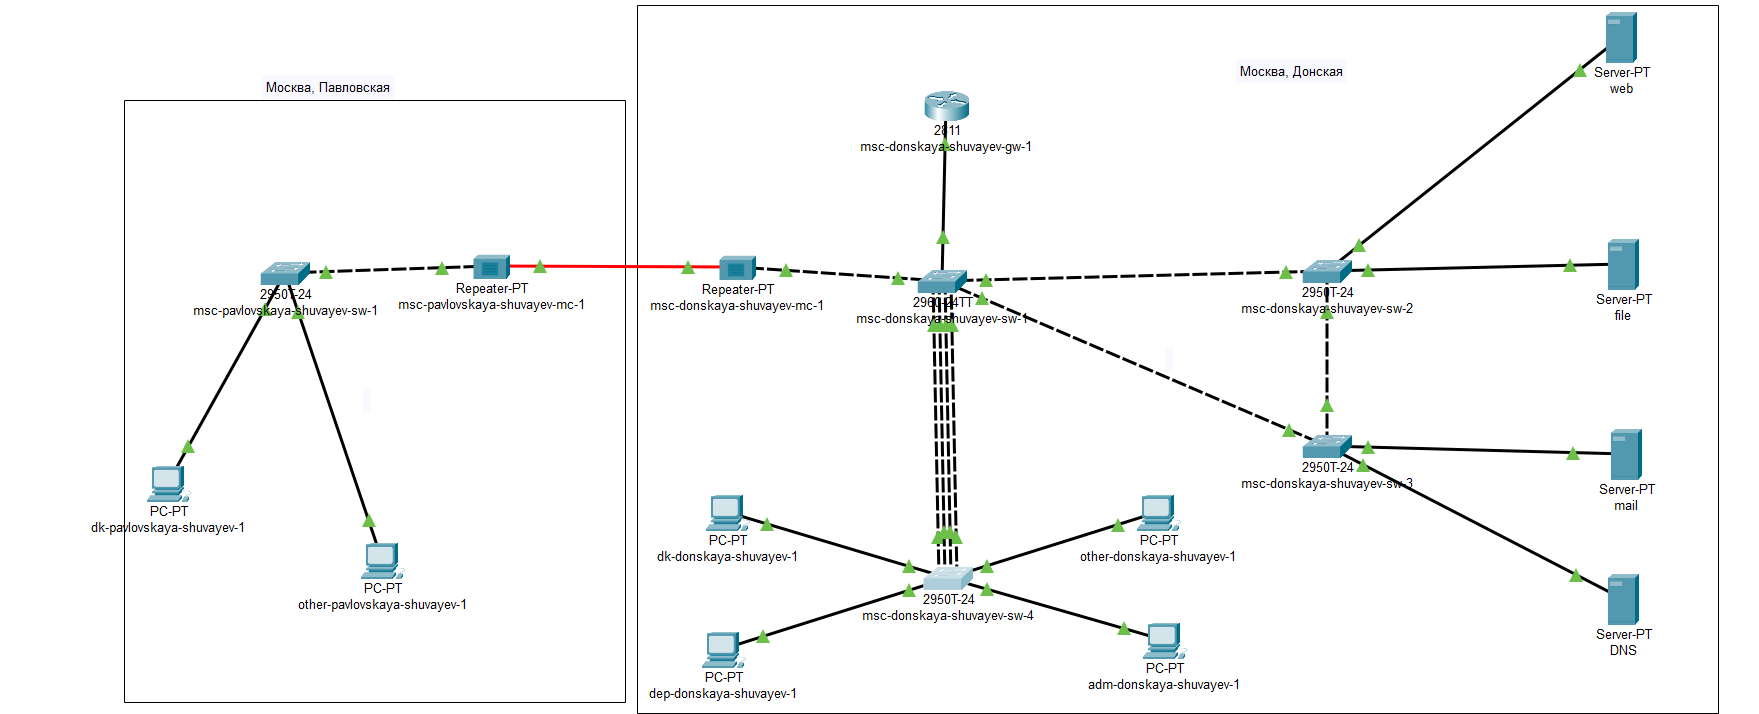 Москва, Павловская
Москва, Донская
Server-PT
web
2811
msc-donskaya-shuvayev-gw-1
2950T-24
msc-pavlovskaya-shuvayev-sw-1
Repeater-PT
msc-pavlovskaya-shuvayev-mc-1
Repeater-PT
msc-donskaya-shuvayev-mc-1
2960-24TT
msc-donskaya-shuvayev-sw-1
2950T-24
msc-donskaya-shuvayev-sw-2
Server-PT
file
2950T-24
msc-donskaya-shuvayev-sw-3
Server-PT
mail
PC-PT
dk-pavlovskaya-shuvayev-1
PC-PT
other-pavlovskaya-shuvayev-1
PC-PT
dk-donskaya-shuvayev-1
PC-PT
other-donskaya-shuvayev-1
2950T-24
msc-donskaya-shuvayev-sw-4
PC-PT
dep-donskaya-shuvayev-1
PC-PT
adm-donskaya-shuvayev-1
Server-PT
DNS